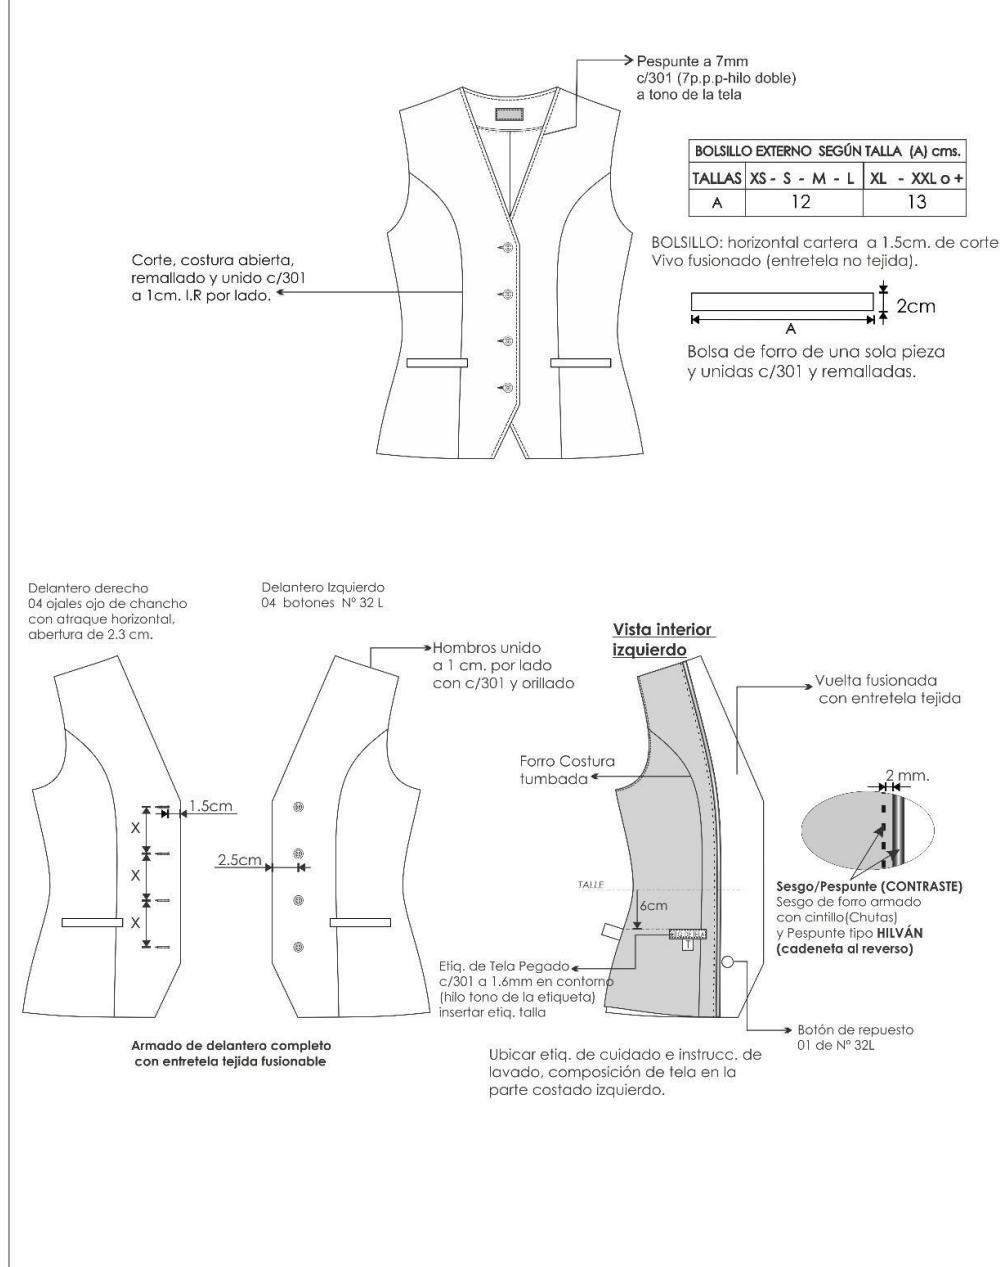 Pespunte a 7mm
c/301 (7p.p.p-hilo doble)
a tono de la tela
BOLSILLO EXTERNO SEGÚN TALLA (A) cms.
TALLAS XS - S - M - L XL - XXL o +
A 12 13
BOLSILLO: horizontal cartera a 1.5cm. de corte
Vivo fusionado (entretela no tejida).
2cm
A
Bolsa de forro de una sola pieza
y unidas c/301 y remalladas.
Corte, costura abierta,
remallado y unido c/301
a 1cm. I.R por lado.
Delantero derecho
04 ojales ojo de chancho
con atraque horizontal,
abertura de 2.3 cm.
Delantero Izquierdo
04 botones Nº 32 L
Hombros unido
a 1 cm. por lado
con c/301 y orillado
1.5cm
X
X
X
2.5cm
Armado de delantero completo
con entretela tejida fusionable
Vista interior
izquierdo
Vuelta fusionada
con entretela tejida
Forro Costura
tumbada
TALLE
6cm
T
2 mm.
Sesgo/Pespunte (CONTRASTE)
Sesgo de forro armado
con cintillo(Chutas)
y Pespunte tipo HILVÁN
(cadeneta al reverso)
Etiq. de Tela Pegado
c/301 a 1.6mm en contorno
(hilo tono de la etiqueta)
insertar etiq. talla
Botón de repuesto
01 de Nº 32L
Ubicar etiq. de cuidado e instrucc. de
lavado, composición de tela en la
parte costado izquierdo.